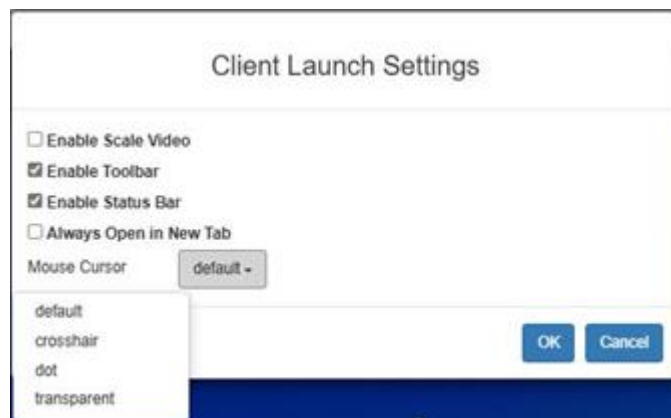 Client Launch Settings
Enable Scale Video
Enable Toolbar
Enable Status Bar
Always Open in New Tab
Mouse Cursor default
default
crosshair
dot
transparent
OK Cancel